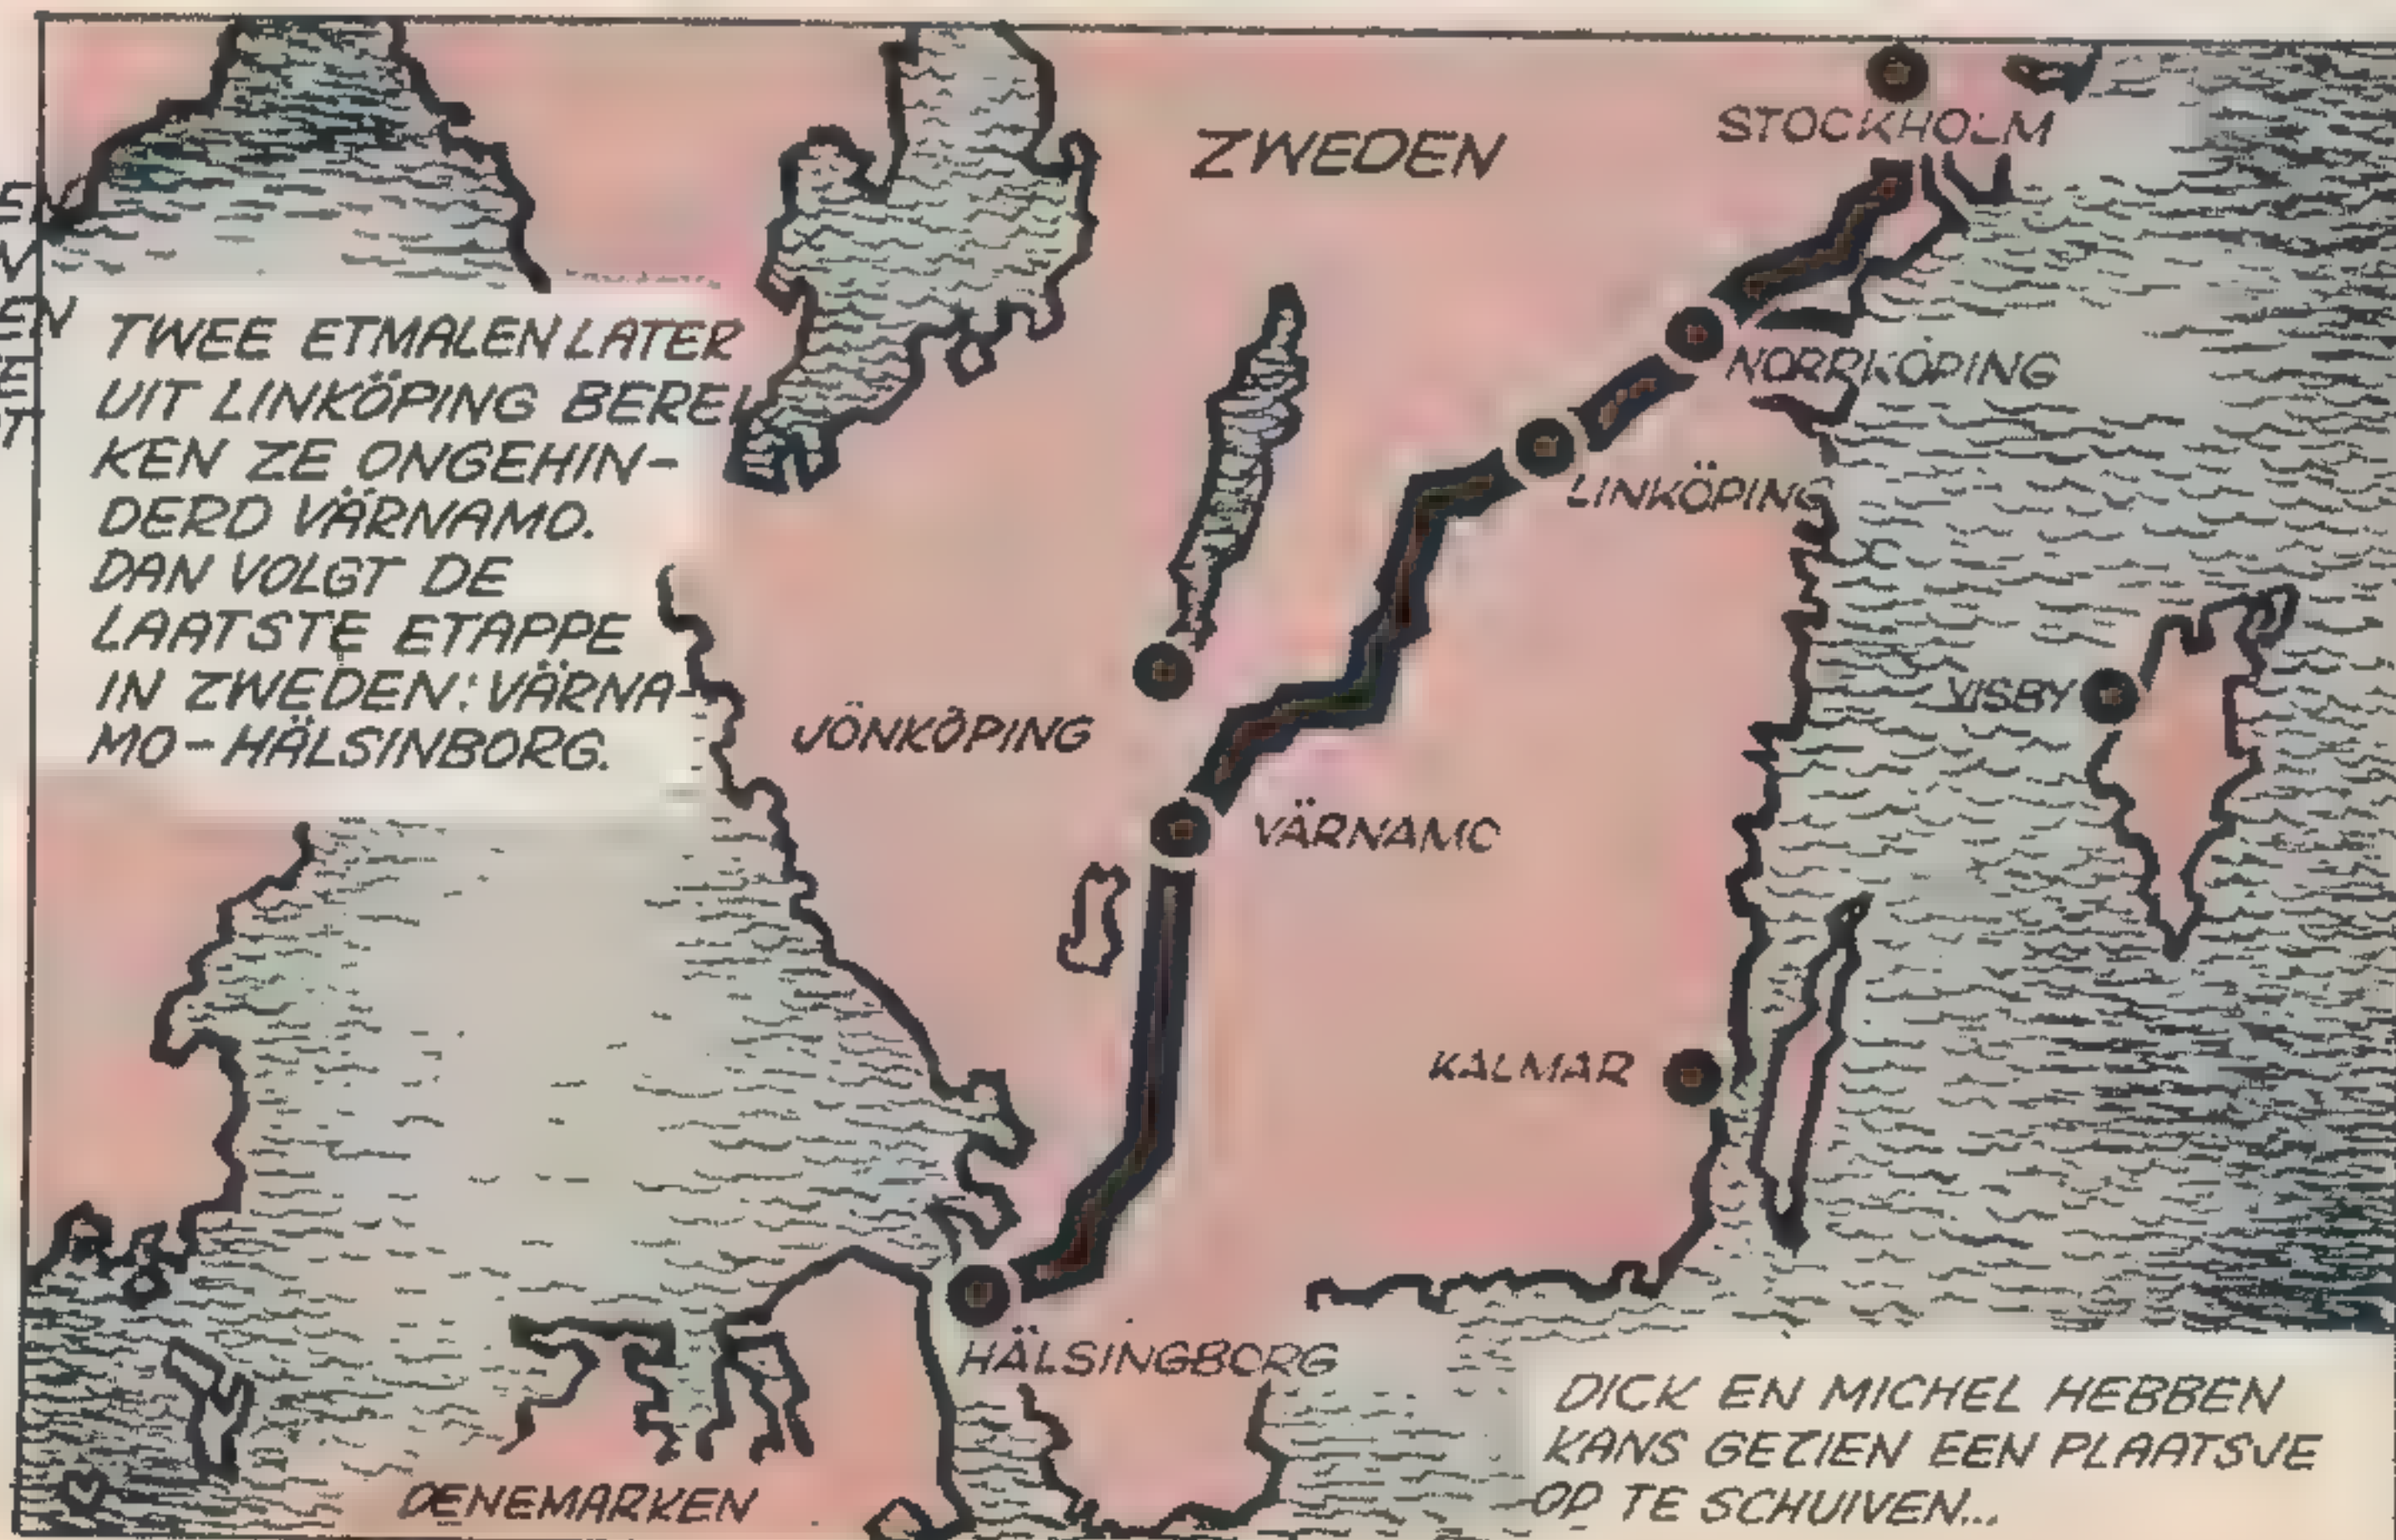 TWEE ETMALEN LATER
UIT LINKÖPING BEREI
KEN ZE ONGEHIN-
DERD VÄRNAMO.
DAN VOLGT DE
LAATSTE ETAPPE
IN ZWEDEN: VÄRNA-
MO-HÄLSINBORG.
ZWEDEN
STOCKHOLM
NORRKÖPING
LINKÖPING
VISBY
JÖNKÖPING
VÄRNAMO
KALMAR
HÄLSINGBORG
DENEMARKEN
DICK EN MICHEL HEBBEN
KANS GEZIEN EEN PLAATSJE
OP TE SCHUIVEN...